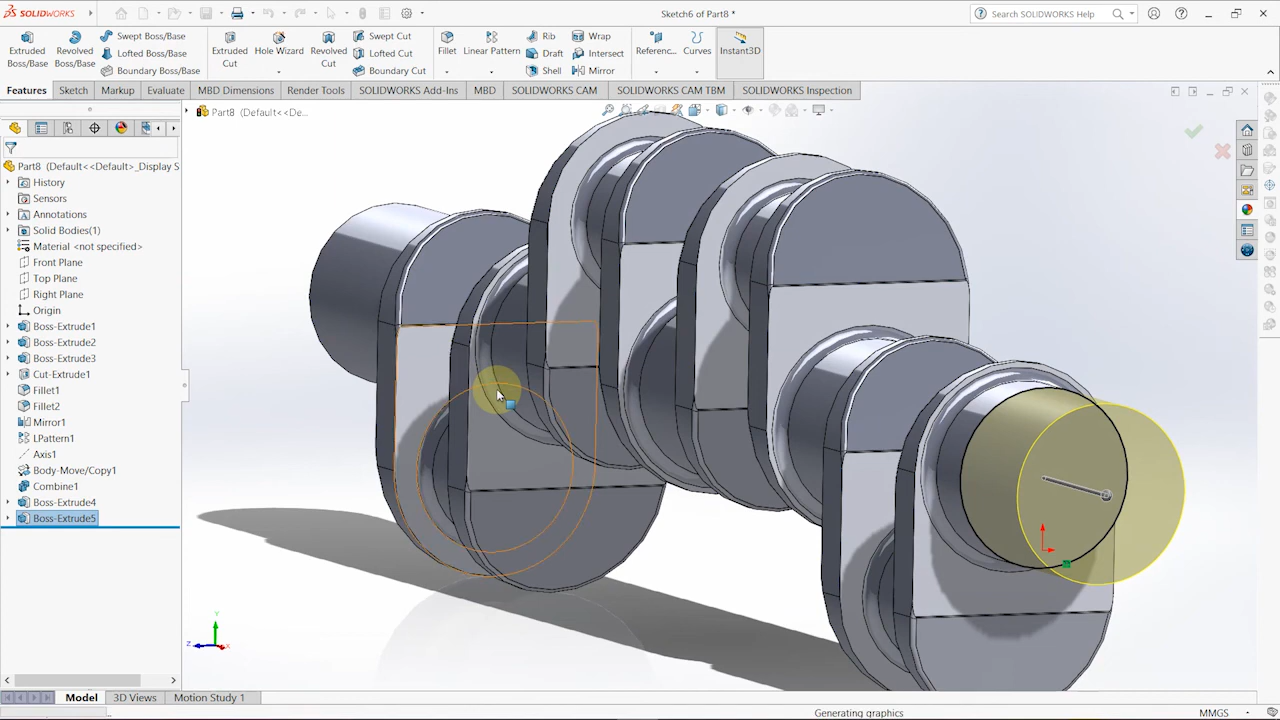 SOLIDWORKS
Sketch6 of Part8 *
Search SOLIDWORKS Help
Extruded Boss/Base
Revolved Boss/Base
Swept Boss/Base
Lofted Boss/Base
Boundary Boss/Base
Extruded Cut
Hole Wizard
Revolved Cut
Swept Cut
Lofted Cut
Boundary Cut
Fillet
Linear Pattern
Rib
Draft
Shell
Wrap
Intersect
Mirror
Referenc...
Curves
Instant3D
Features
Sketch
Markup
Evaluate
MBD Dimensions
Render Tools
SOLIDWORKS Add-Ins
MBD
SOLIDWORKS CAM
SOLIDWORKS CAM TBM
SOLIDWORKS Inspection
Part8 (Default<<De...
Part8 (Default<<Default>_Display S
History
Sensors
Annotations
Solid Bodies(1)
Material <not specified>
Front Plane
Top Plane
Right Plane
Origin
Boss-Extrude1
Boss-Extrude2
Boss-Extrude3
Cut-Extrude1
Fillet1
Fillet2
Mirror1
LPattern1
Axis1
Body-Move/Copy1
Combine1
Boss-Extrude4
Boss-Extrude5
Y
Z
X
Model
3D Views
Motion Study 1
Generating graphics
MMGS